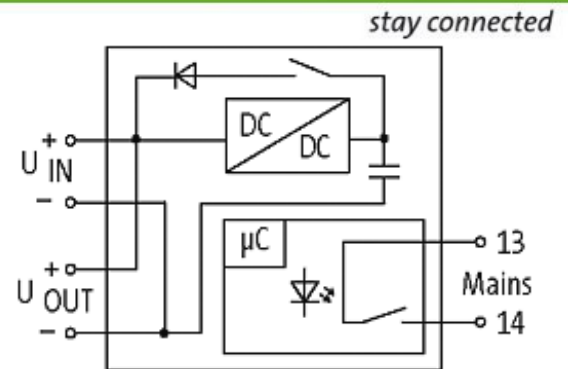 stay connected
DC
DC
+
U IN
−
µC
13
+
Mains
U OUT
14
−